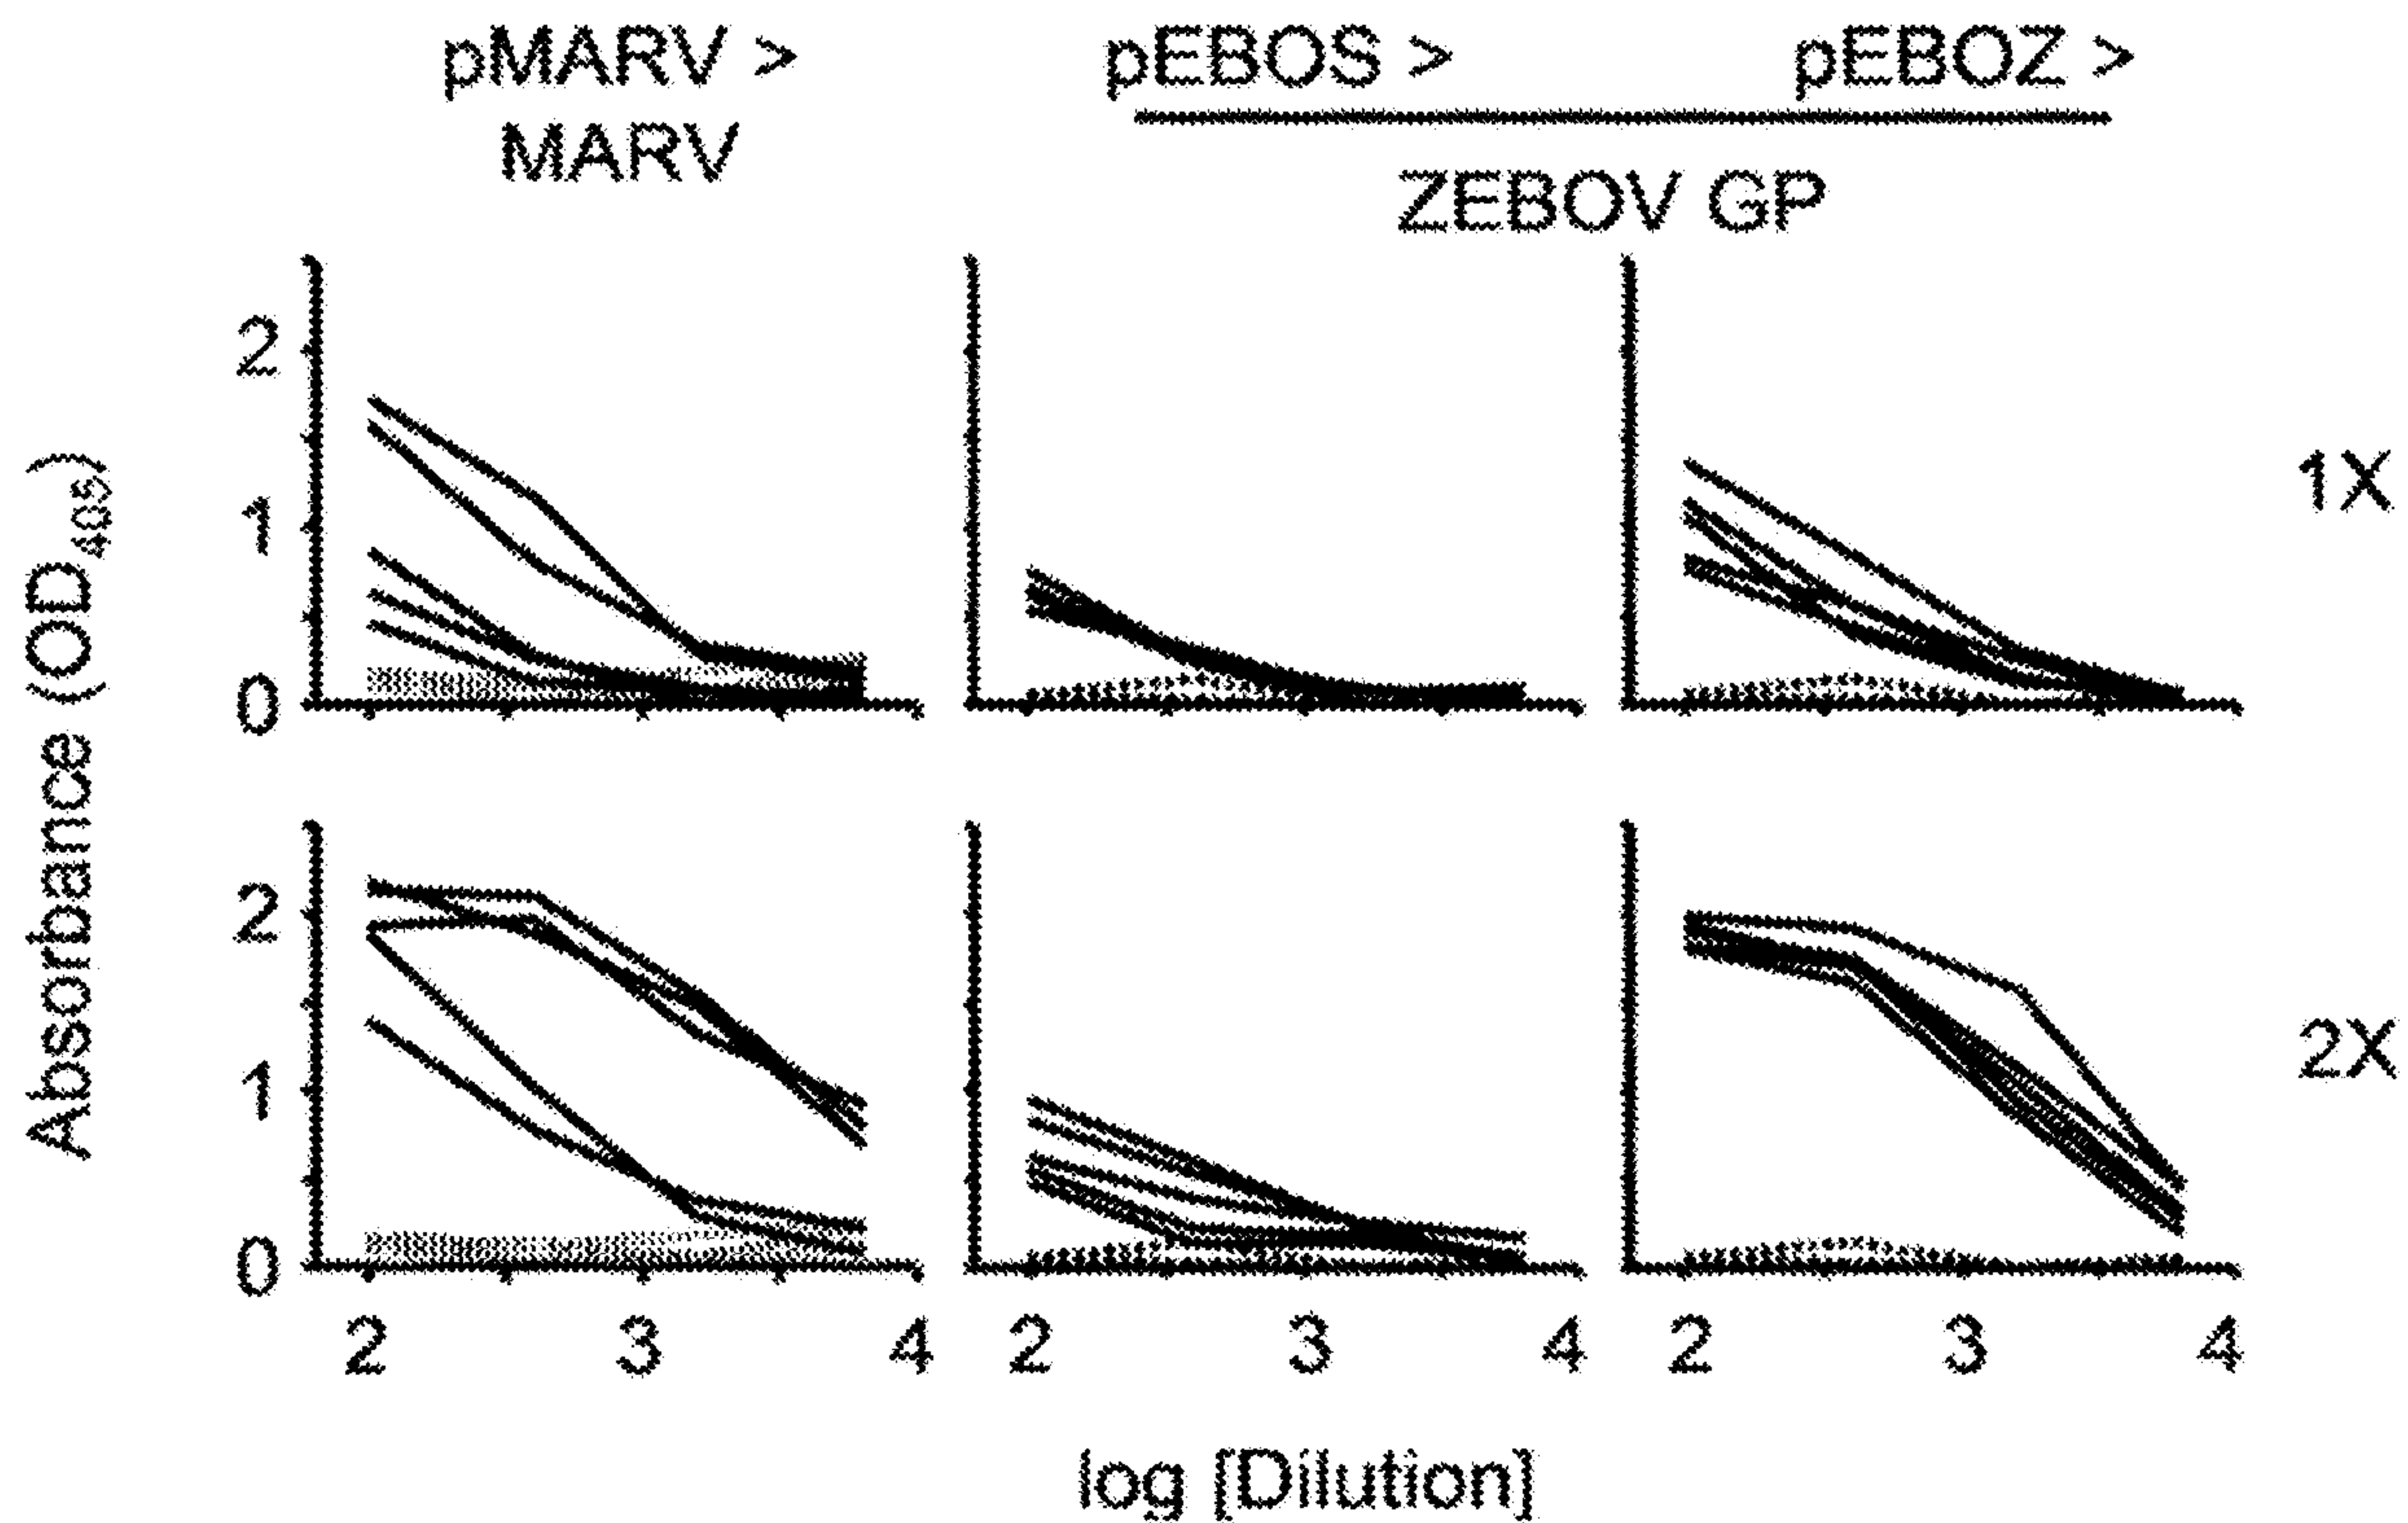 pMARV > pEBOS > pEBOZ >
MARV
ZEBOV GP
2
1
0
1X
Absorbance (OD405)
2
1
0
2X
2 3 4 2 3 4 2 3 4
log [Dilution]